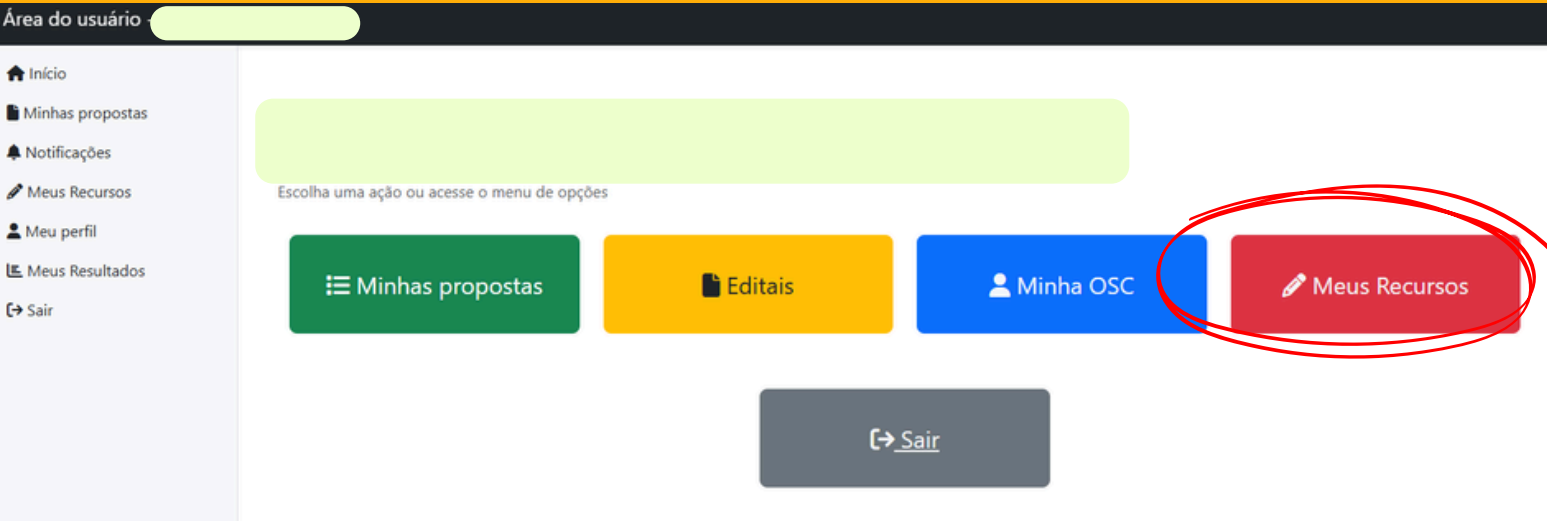 Área do usuário -
Início
Minhas propostas
Notificações
Meus Recursos
Meu perfil
Meus Resultados
Sair
Escolha uma ação ou acesse o menu de opções
Minhas propostas
Editais
Minha OSC
Meus Recursos
Sair